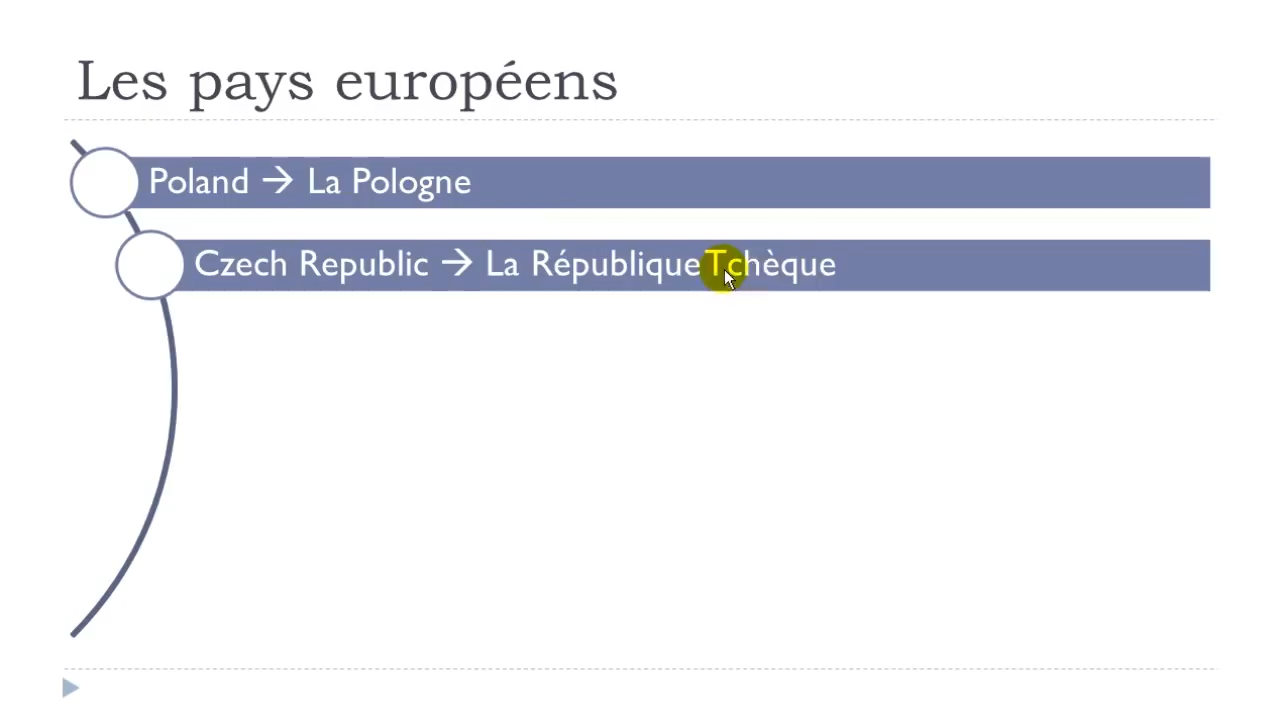 Les pays européens
Poland → La Pologne
Czech Republic → La République Tchèque